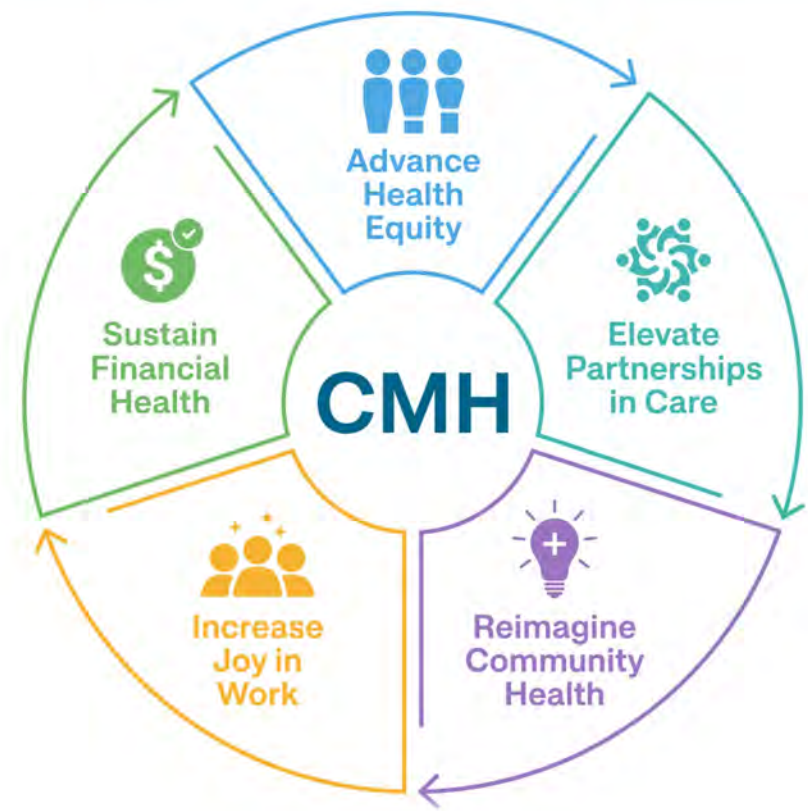 Advance
Health
Equity
Elevate
Partnerships
in Care
Reimagine
Community
Health
Increase
Joy in
Work
$
Sustain
Financial
Health
CMH